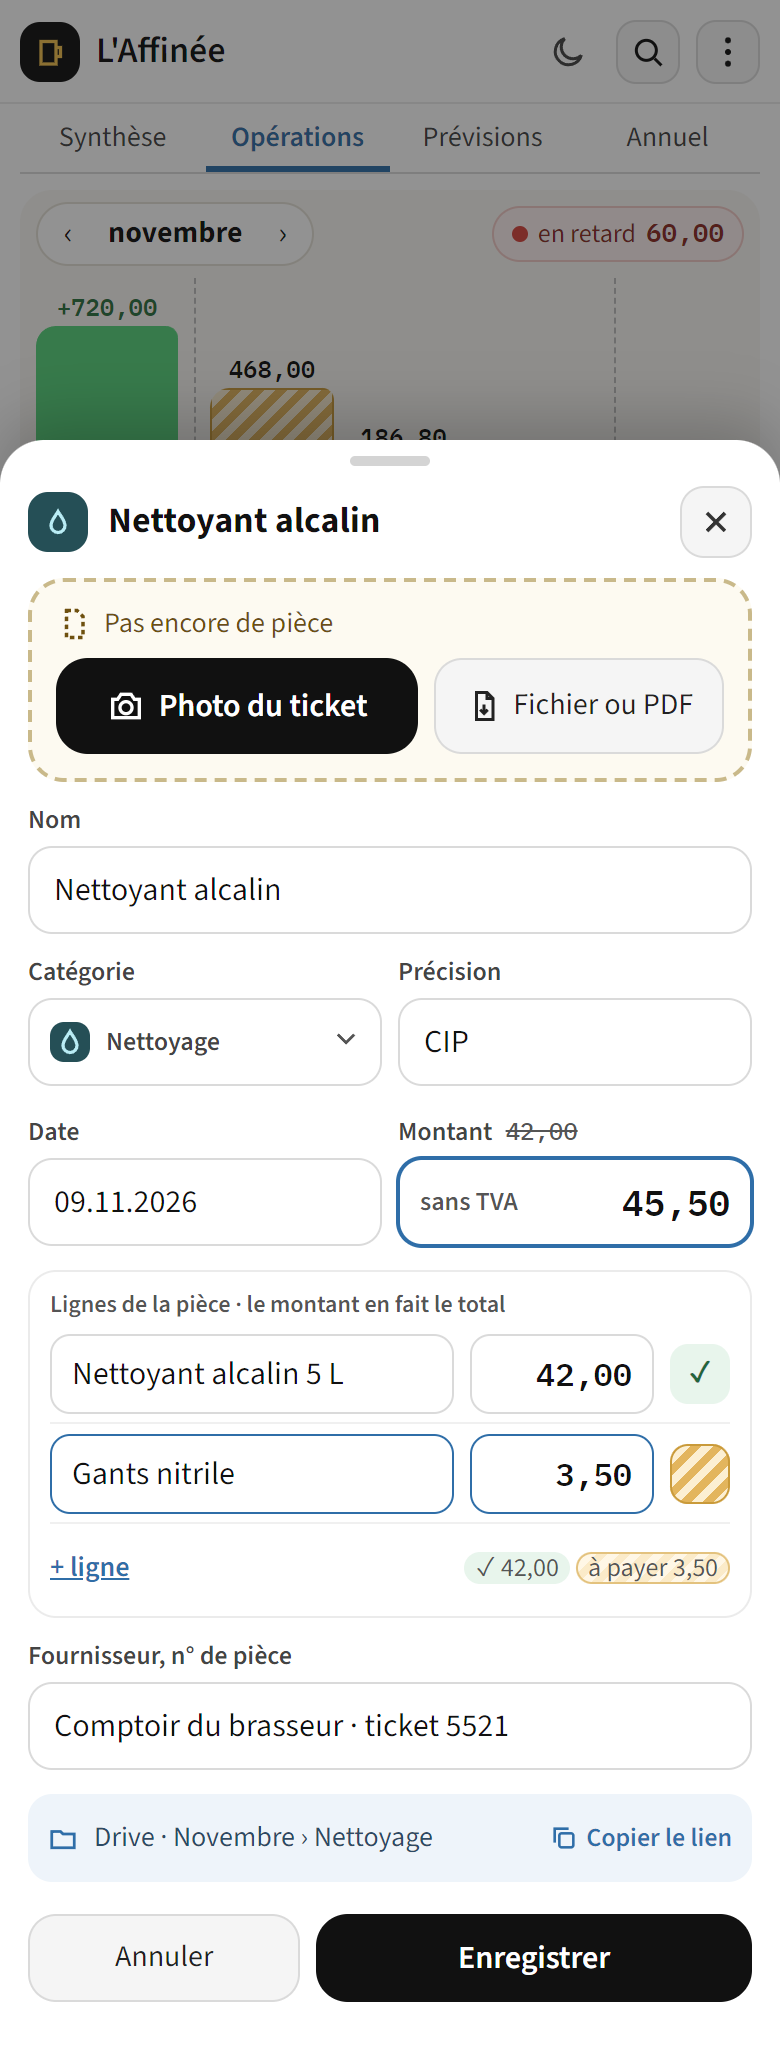 L'Affinée
Synthèse Opérations Prévisions Annuel
‹ novembre › en retard 60,00
+720,00
468,00
186,80
Nettoyant alcalin
Pas encore de pièce
Photo du ticket Fichier ou PDF
Nom
Nettoyant alcalin
Catégorie Précision
Nettoyage CIP
Date Montant 42,00
09.11.2026 sans TVA 45,50
Lignes de la pièce · le montant en fait le total
Nettoyant alcalin 5 L 42,00 ✓
Gants nitrile 3,50
+ ligne ✓ 42,00 à payer 3,50
Fournisseur, n° de pièce
Comptoir du brasseur · ticket 5521
Drive · Novembre › Nettoyage Copier le lien
Annuler Enregistrer